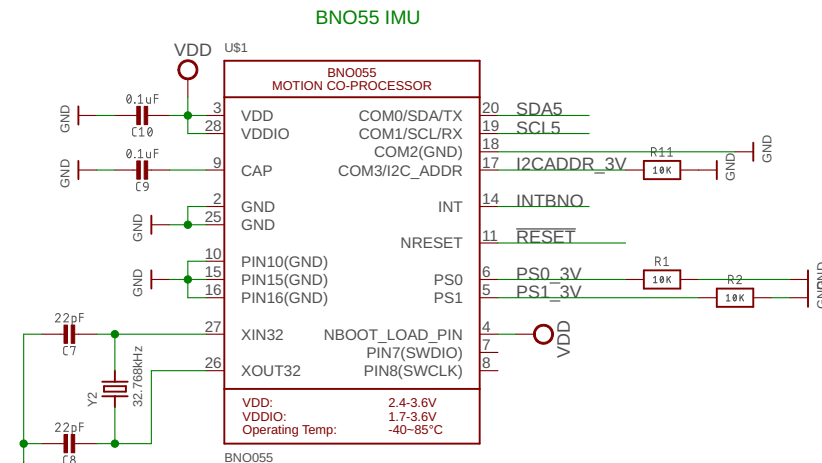 BNO55 IMU
VDD
U$1
BNO055
MOTION CO-PROCESSOR
GND
0.1uF
C10
3
VDD
28
VDDIO
COM0/SDA/TX
20
SDA5
COM1/SCL/RX
19
SCL5
COM2(GND)
18
GND
GND
0.1uF
C9
9
CAP
COM3/I2C_ADDR
17
I2CADDR_3V
R11
10K
GND
GND
2
GND
25
GND
INT
14
INTBNO
NRESET
11
RESET
GND
10
PIN10(GND)
15
PIN15(GND)
16
PIN16(GND)
PS0
6
PS0_3V
R1
10K
GND
PS1
5
PS1_3V
R2
10K
GND
22pF
C7
27
XIN32
NBOOT_LOAD_PIN
4
VDD
PIN7(SWDIO)
7
26
XOUT32
PIN8(SWCLK)
8
Y2
32.768kHz
22pF
C8
VDD: 2.4-3.6V
VDDIO: 1.7-3.6V
Operating Temp: -40~85°C
BNO055